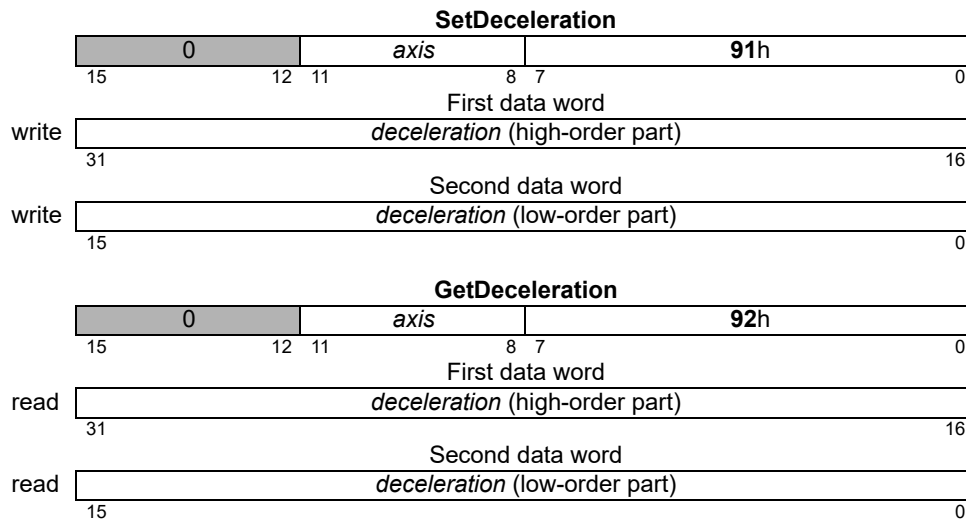 SetDeceleration
0 axis 91h
15 12 11 8 7 0
First data word
write deceleration (high-order part)
31 16
Second data word
write deceleration (low-order part)
15 0
GetDeceleration
0 axis 92h
15 12 11 8 7 0
First data word
read deceleration (high-order part)
31 16
Second data word
read deceleration (low-order part)
15 0